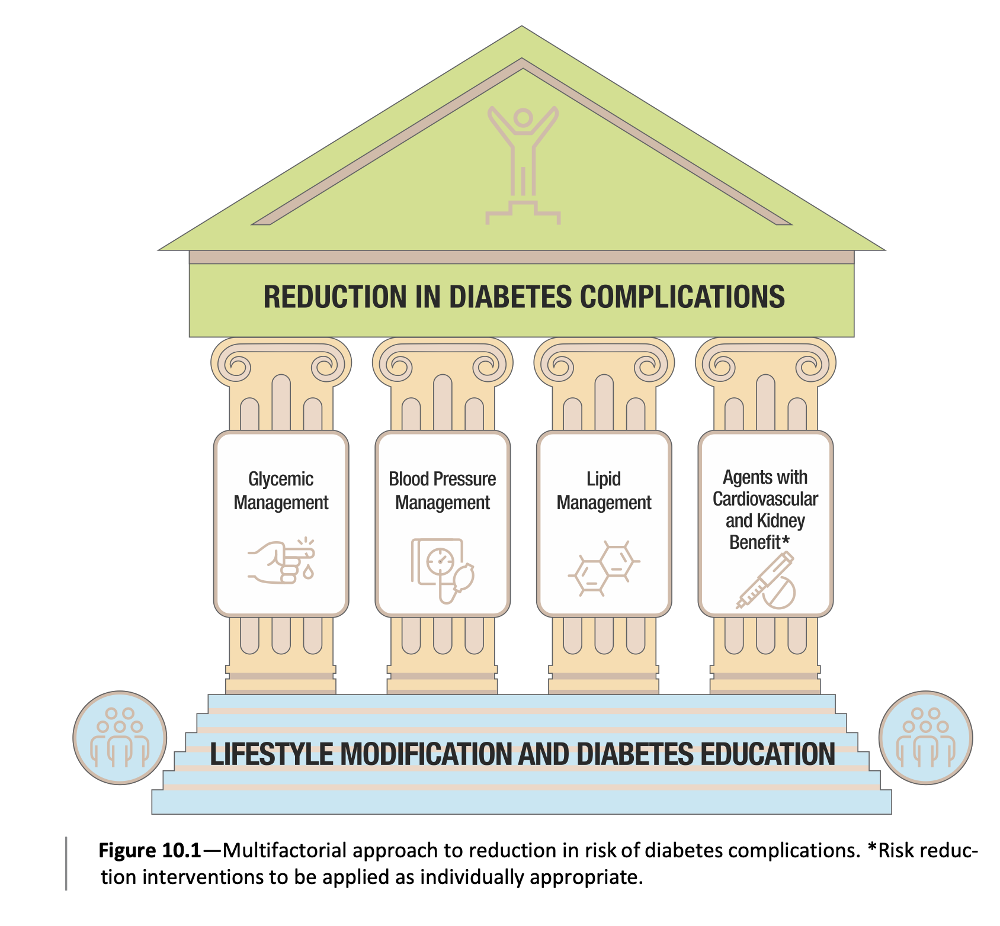 REDUCTION IN DIABETES COMPLICATIONS
Glycemic
Management
Blood Pressure
Management
Lipid
Management
Agents with
Cardiovascular
and Kidney
Benefit*
LIFESTYLE MODIFICATION AND DIABETES EDUCATION
Figure 10.1—Multifactorial approach to reduction in risk of diabetes complications. *Risk reduc-
tion interventions to be applied as individually appropriate.